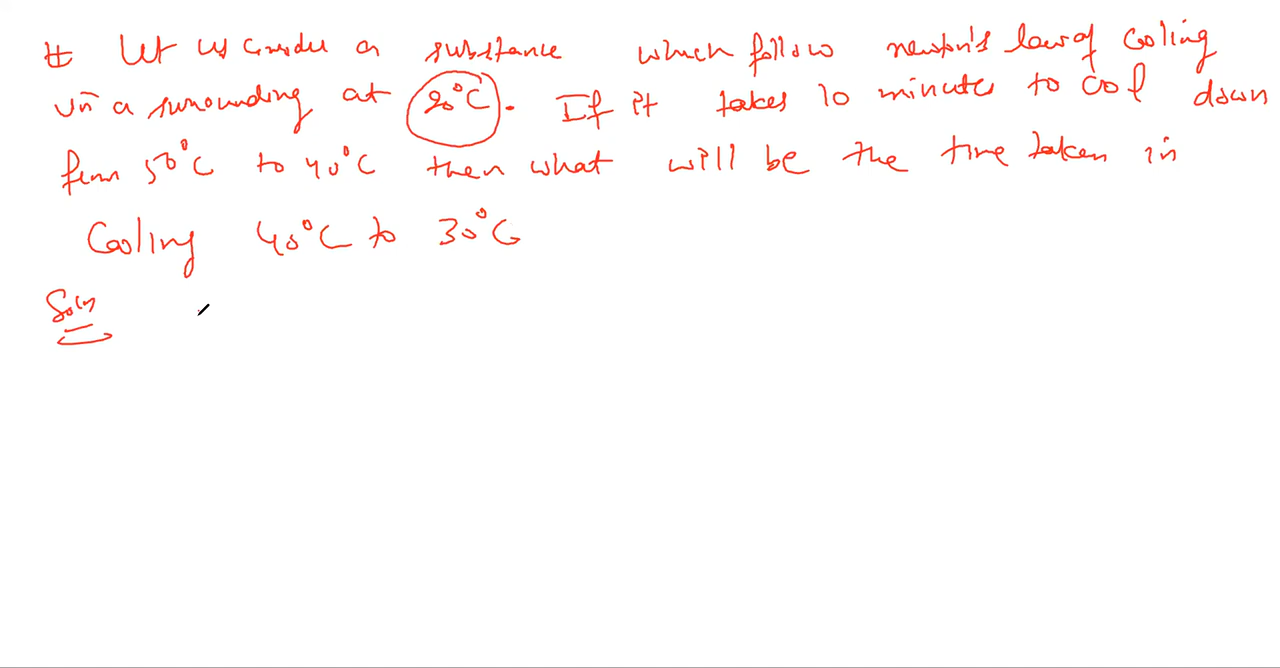 # Let us consider a substance which follow newton's law of Cooling
in a surrounding at 20°C. If it takes 10 minutes to cool down
from 50°C to 40°C then what will be the time taken in
Cooling 40°C to 30°C
Soln